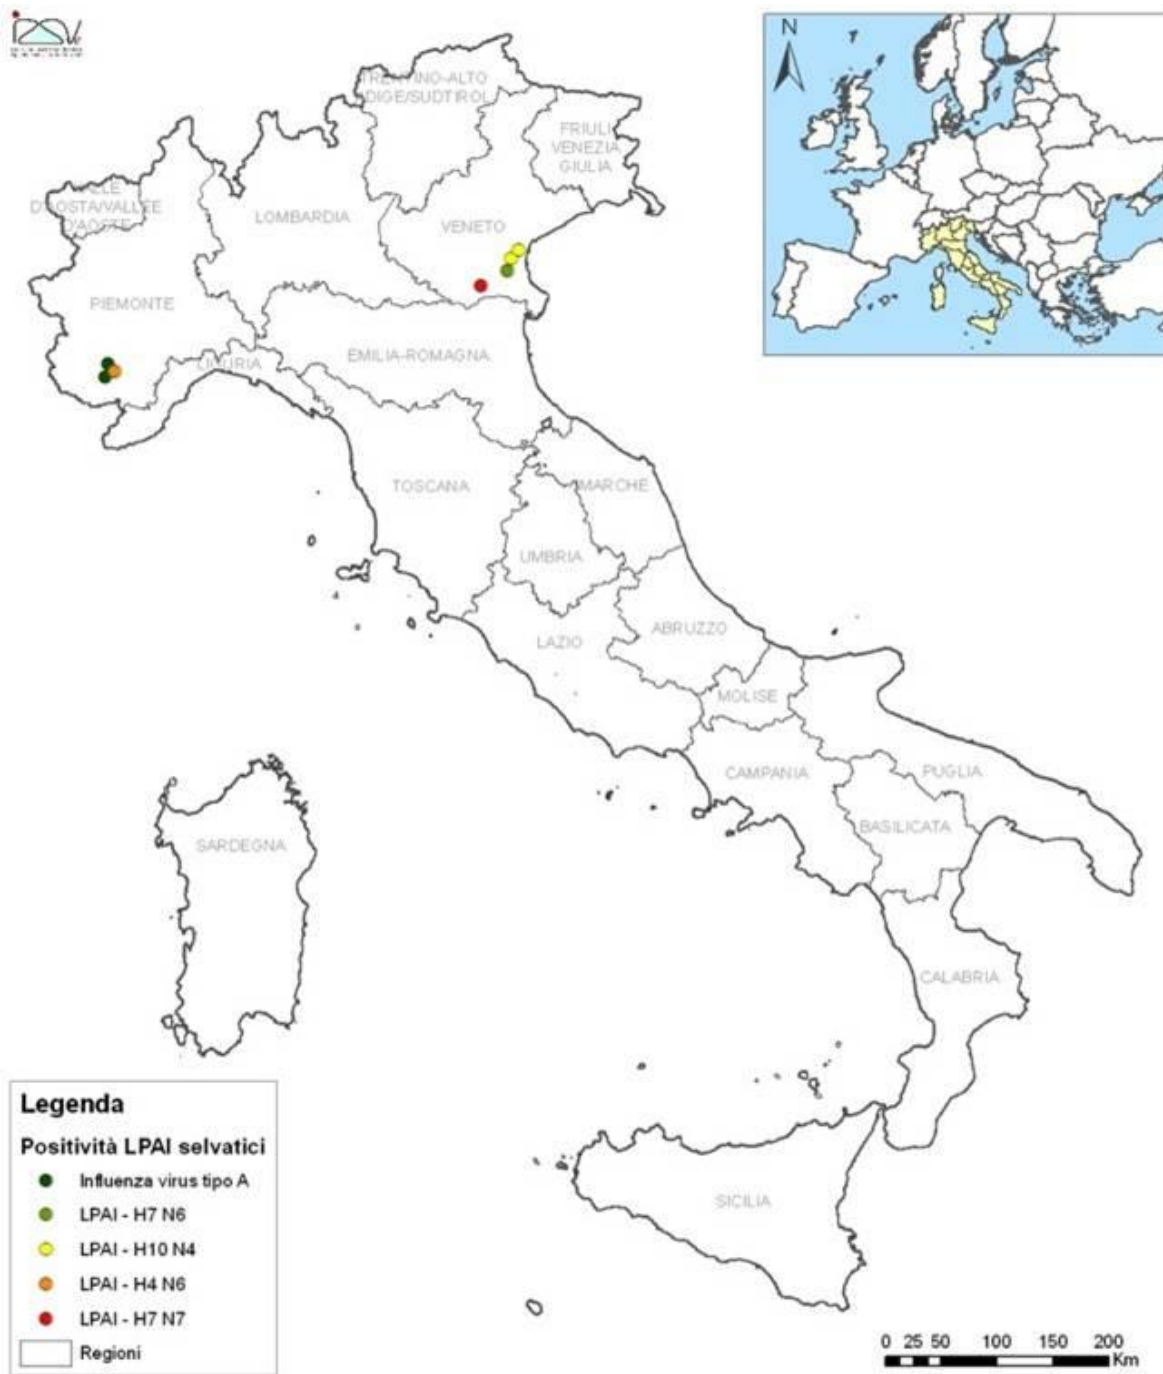 N
TRENTINO-ALTO
ADIGE/SUDTIROL
FRIULI
VENEZIA
GIULIA
VALLE
D'AOSTA/VALLEE
D'AOSTE
LOMBARDIA
VENETO
PIEMONTE
EMILIA-ROMAGNA
LIGURIA
TOSCANA
MARCHE
UMBRIA
ABRUZZO
LAZIO
MOLISE
CAMPANIA
PUGLIA
BASILICATA
SARDEGNA
CALABRIA
SICILIA
Legenda
Positività LPAI selvatici
Influenza virus tipo A
LPAI - H7 N6
LPAI - H10 N4
LPAI - H4 N6
LPAI - H7 N7
Regioni
0 25 50 100 150 200
Km